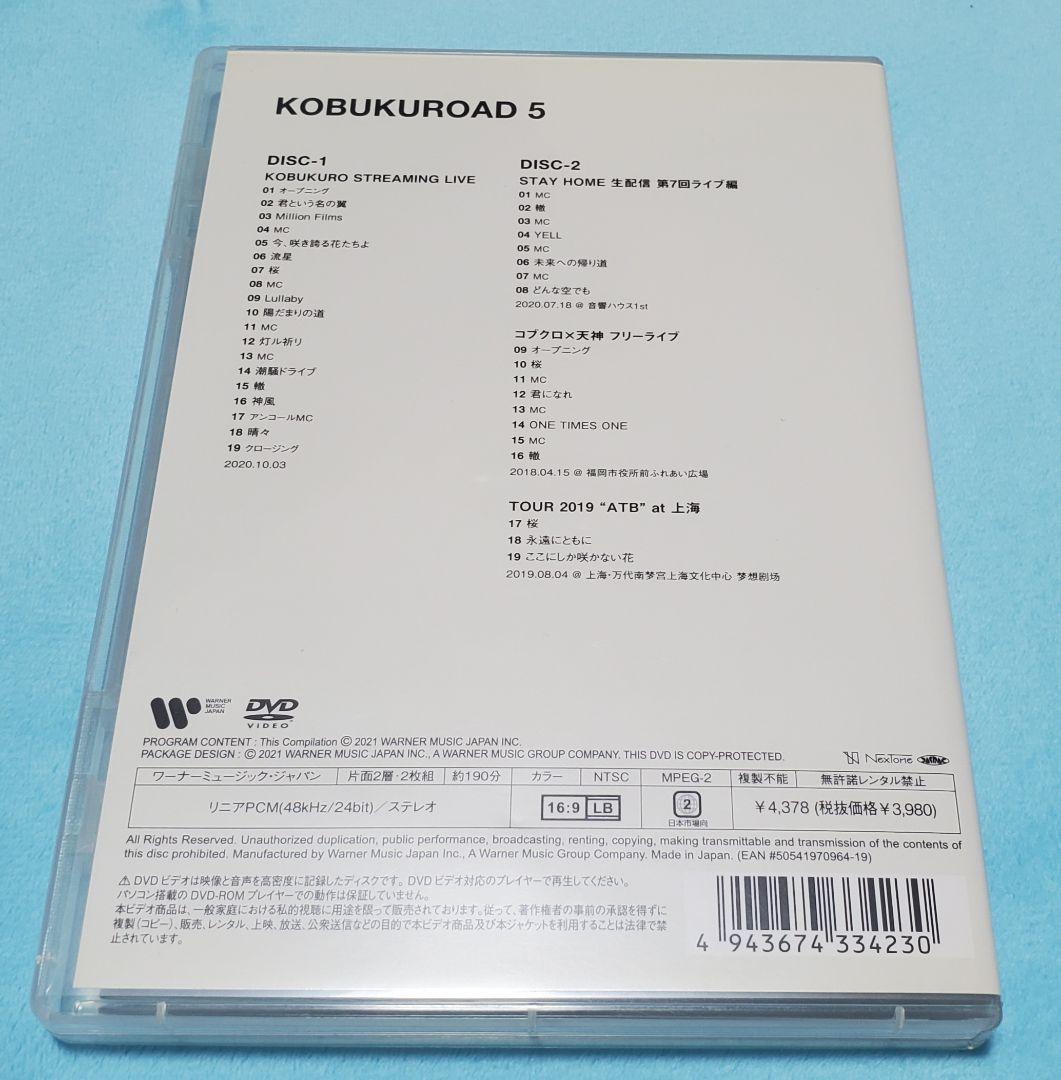 KOBUKUROAD 5
DISC-1
KOBUKURO STREAMING LIVE
01 オープニング
02 君という名の翼
03 Million Films
04 MC
05 今、咲き誇る花たちよ
06 流星
07 桜
08 MC
09 Lullaby
10 陽だまりの道
11 MC
12 灯ル祈リ
13 MC
14 潮騒ドライブ
15 轍
16 神風
17 アンコールMC
18 晴々
19 クロージング
2020.10.03
DISC-2
STAY HOME 生配信 第7回ライブ編
01 MC
02 轍
03 MC
04 YELL
05 MC
06 未来への帰り道
07 MC
08 どんな空でも
2020.07.18 @ 音響ハウス1st
コブクロ×天神 フリーライブ
09 オープニング
10 桜
11 MC
12 君になれ
13 MC
14 ONE TIMES ONE
15 MC
16 轍
2018.04.15 @ 福岡市役所前ふれあい広場
TOUR 2019 “ATB” at 上海
17 桜
18 永遠にともに
19 ここにしか咲かない花
2019.08.04 @ 上海・万代南梦宮上海文化中心 梦想剧场
WARNER
MUSIC
JAPAN
DVD
VIDEO
PROGRAM CONTENT : This Compilation Ⓒ 2021 WARNER MUSIC JAPAN INC.
PACKAGE DESIGN : Ⓒ 2021 WARNER MUSIC JAPAN INC., A WARNER MUSIC GROUP COMPANY. THIS DVD IS COPY-PROTECTED.
NexTone
ワーナーミュージック・ジャパン 片面2層・2枚組 約190分 カラー NTSC MPEG-2 複製不能 無許諾レンタル禁止
リニアPCM(48kHz/24bit)／ステレオ 16:9 LB 2 日本市場向 ￥4,378 (税抜価格￥3,980)
All Rights Reserved. Unauthorized duplication, public performance, broadcasting, renting, copying, making transmittable and transmission of the contents of
this disc prohibited. Manufactured by Warner Music Japan Inc., A Warner Music Group Company. Made in Japan. (EAN #50541970964-19)
⚠ DVDビデオは映像と音声を高密度に記録したディスクです。DVDビデオ対応のプレイヤーで再生してください。
パソコン搭載のDVD-ROMプレイヤーでの動作は保証していません。
本ビデオ商品は、一般家庭における私的視聴に用途を限って販売されております。従って、著作権者の事前の承認を得ずに
複製（コピー）、販売、レンタル、上映、放送、公衆送信などの目的で本ビデオ商品及び本ジャケットを利用することは法律で禁
止されています。
4 943674 334230